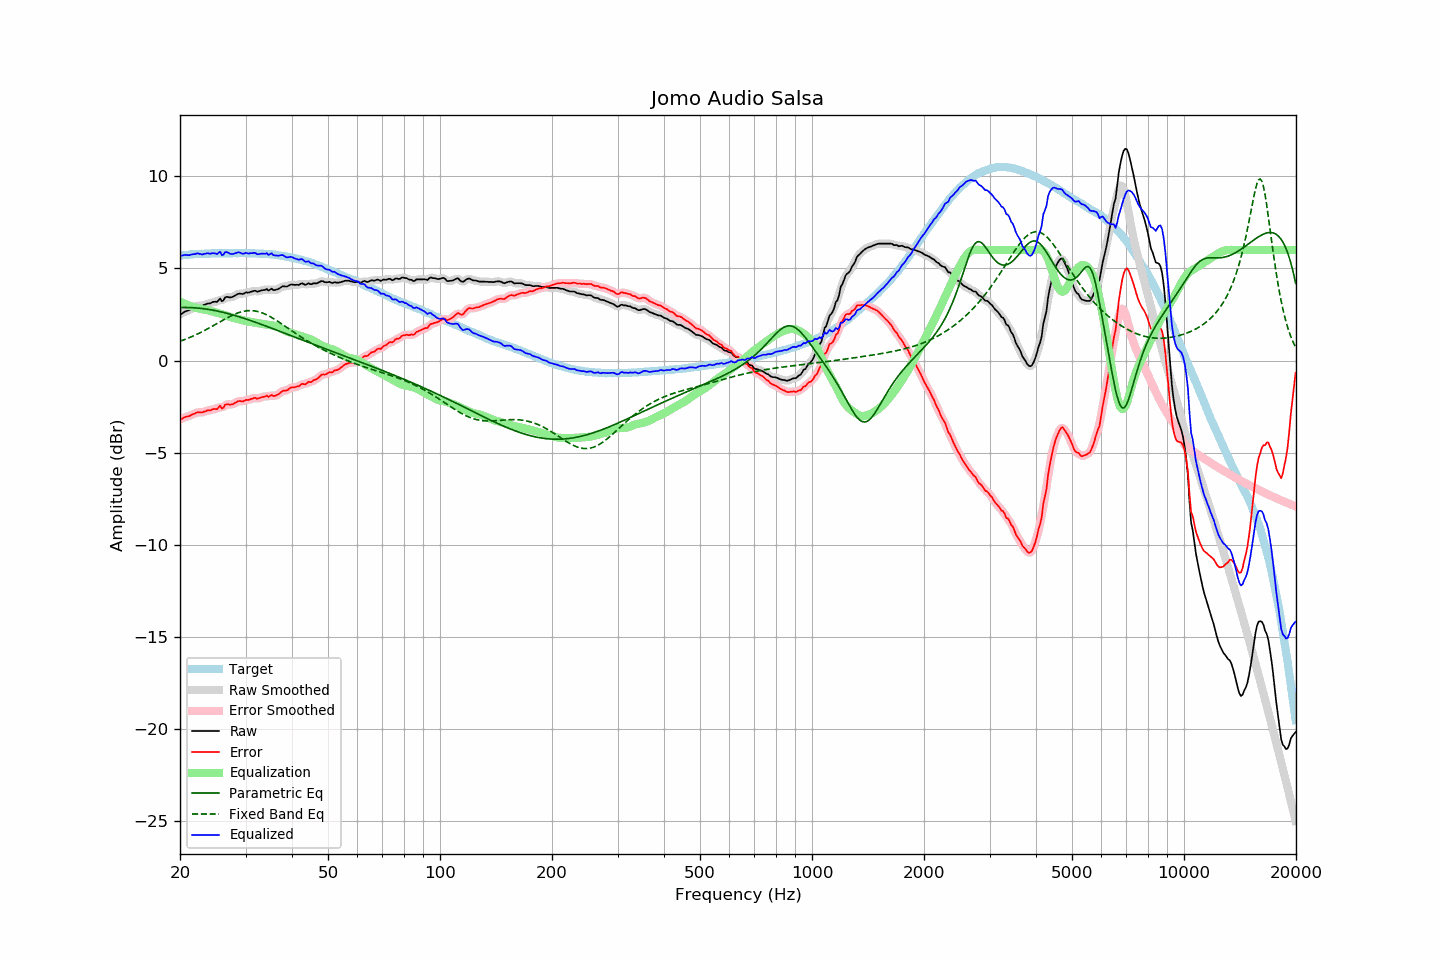 Jomo Audio Salsa
Amplitude (dBr)
10
5
0
−5
−10
−15
−20
−25
Target
Raw Smoothed
Error Smoothed
Raw
Error
Equalization
Parametric Eq
Fixed Band Eq
Equalized
20 50 100 200 500 1000 2000 5000 10000 20000
Frequency (Hz)